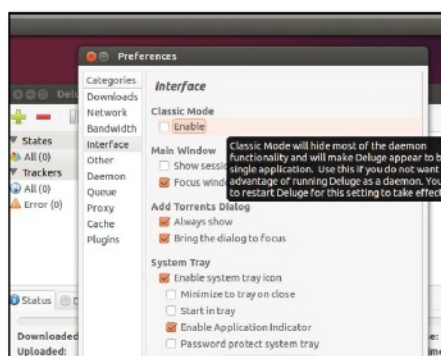 Preferences
Delu
Categories
Downloads
Network
Bandwidth
Interface
Other
Daemon
Queue
Proxy
Cache
Plugins
Interface
Classic Mode
Enable
Classic Mode will hide most of the daemon
functionality and will make Deluge appear to b
single application. Use this if you do not want
advantage of running Deluge as a daemon. You
to restart Deluge for this setting to take effect
Main Window
Show sessi
Focus wind
Add Torrents Dialog
Always show
Bring the dialog to focus
System Tray
Enable system tray icon
Minimize to tray on close
Start in tray
Enable Application Indicator
Password protect system tray
States
All (0)
Trackers
All (0)
Error (0)
Status
Downloaded
Uploaded:
e:
me